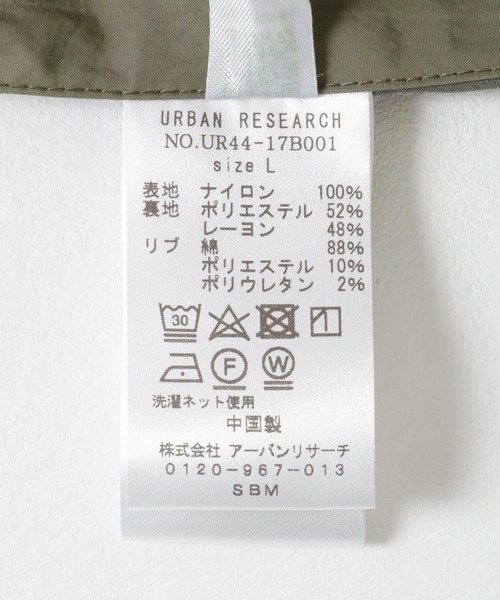 URBAN RESEARCH
NO.UR44-17B001
size L
表地 ナイロン 100%
裏地 ポリエステル 52%
レーヨン 48%
リブ 綿 88%
ポリエステル 10%
ポリウレタン 2%
30
F W
洗濯ネット使用
中国製
株式会社 アーバンリサーチ
0120-967-013
SBM